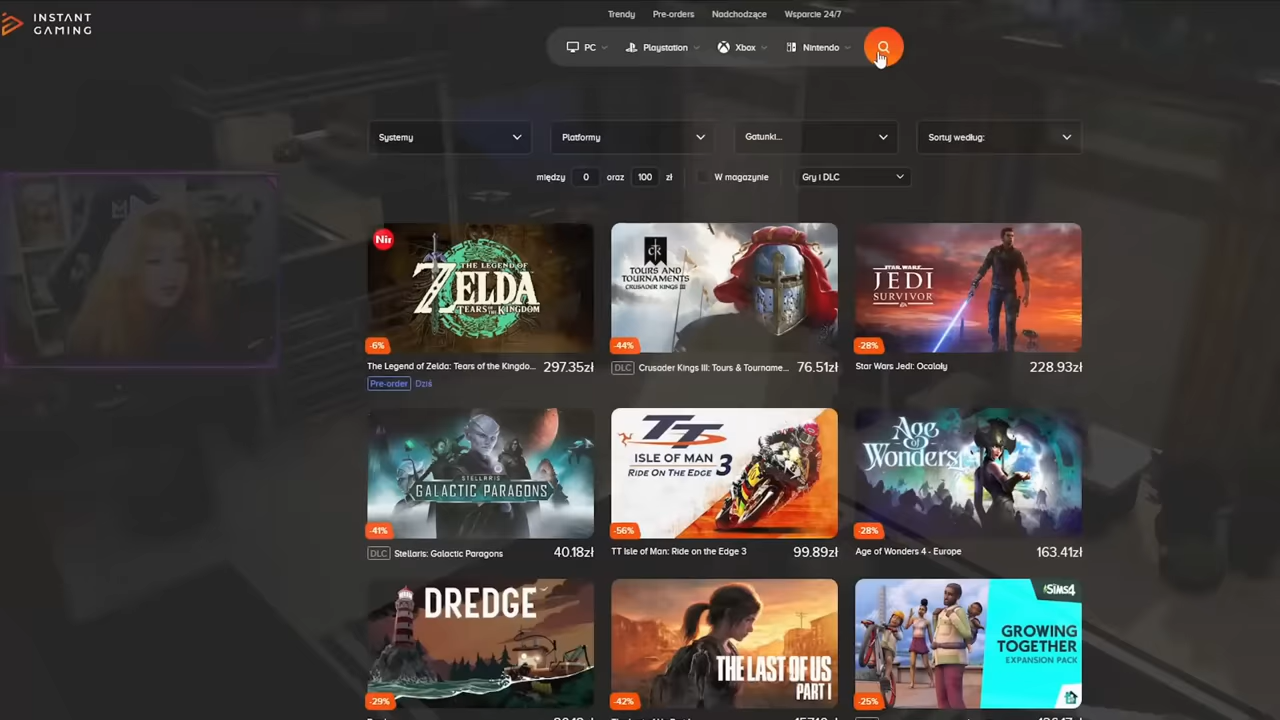 INSTANT
GAMING
Trendy Pre-orders Nadchodzące Wsparcie 24/7
PC Playstation Xbox Nintendo
Systemy Platformy Gatunki... Sortuj według:
między 0 oraz 100 zł W magazynie Gry i DLC
Nin
THE LEGEND OF
ZELDA
TEARS OF THE KINGDOM
-6%
The Legend of Zelda: Tears of the Kingdo... 297.35zł
Pre-order Dziś
CK
III
TOURS AND
TOURNAMENTS
CRUSADER KINGS III
-44%
DLC Crusader Kings III: Tours & Tourname... 76.51zł
STAR WARS
JEDI
SURVIVOR
-28%
Star Wars Jedi: Ocalały 228.93zł
STELLARIS
GALACTIC PARAGONS
-41%
DLC Stellaris: Galactic Paragons 40.18zł
TT
ISLE OF MAN
RIDE ON THE EDGE 3
-56%
TT Isle of Man: Ride on the Edge 3 99.89zł
Age
of
Wonders
-28%
Age of Wonders 4 - Europe 163.41zł
DREDGE
-29%
THE LAST OF US
PART I
-42%
THE SIMS 4
GROWING
TOGETHER
EXPANSION PACK
-25%